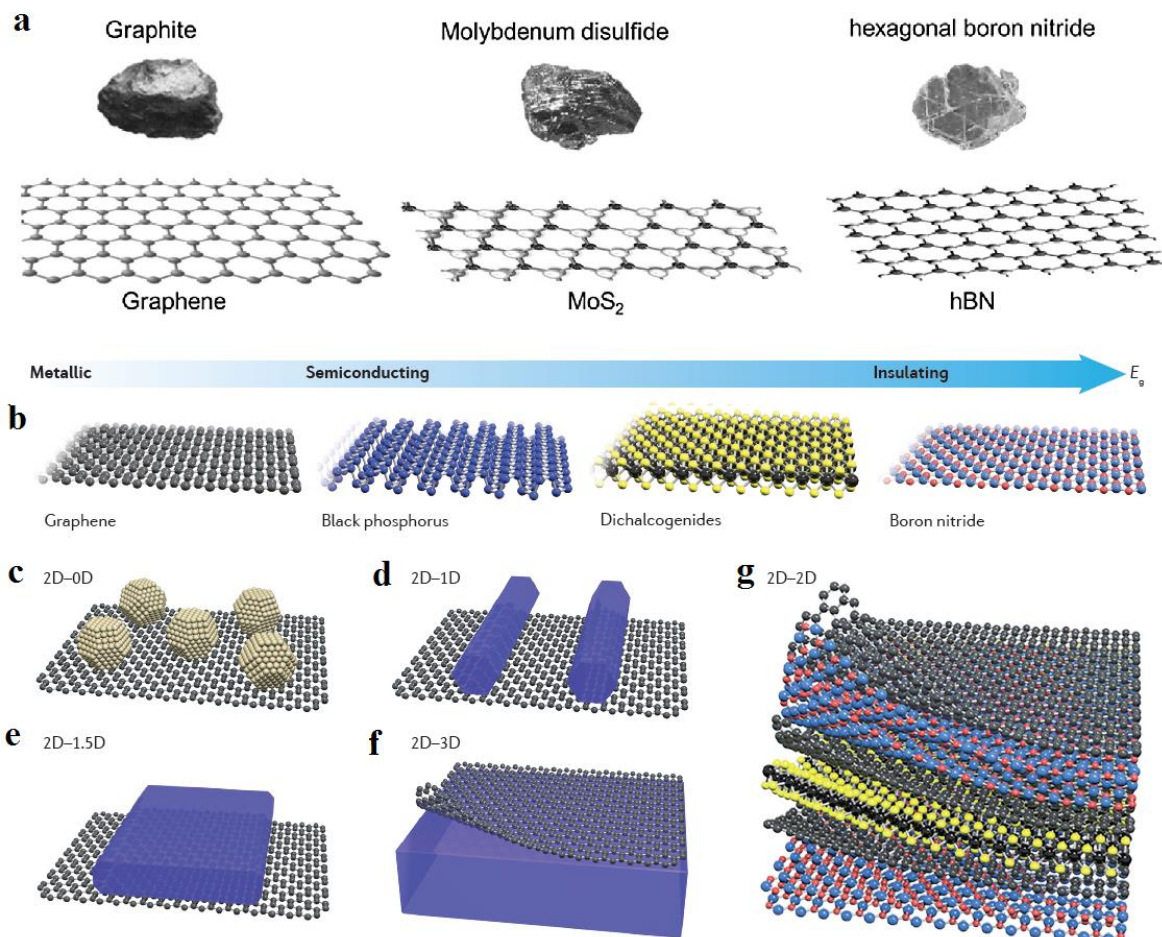 a
Graphite
Molybdenum disulfide
hexagonal boron nitride
Graphene
MoS₂
hBN
Metallic
Semiconducting
Insulating
E_g
b
Graphene
Black phosphorus
Dichalcogenides
Boron nitride
c 2D–0D
d 2D–1D
g 2D–2D
e 2D–1.5D
f 2D–3D